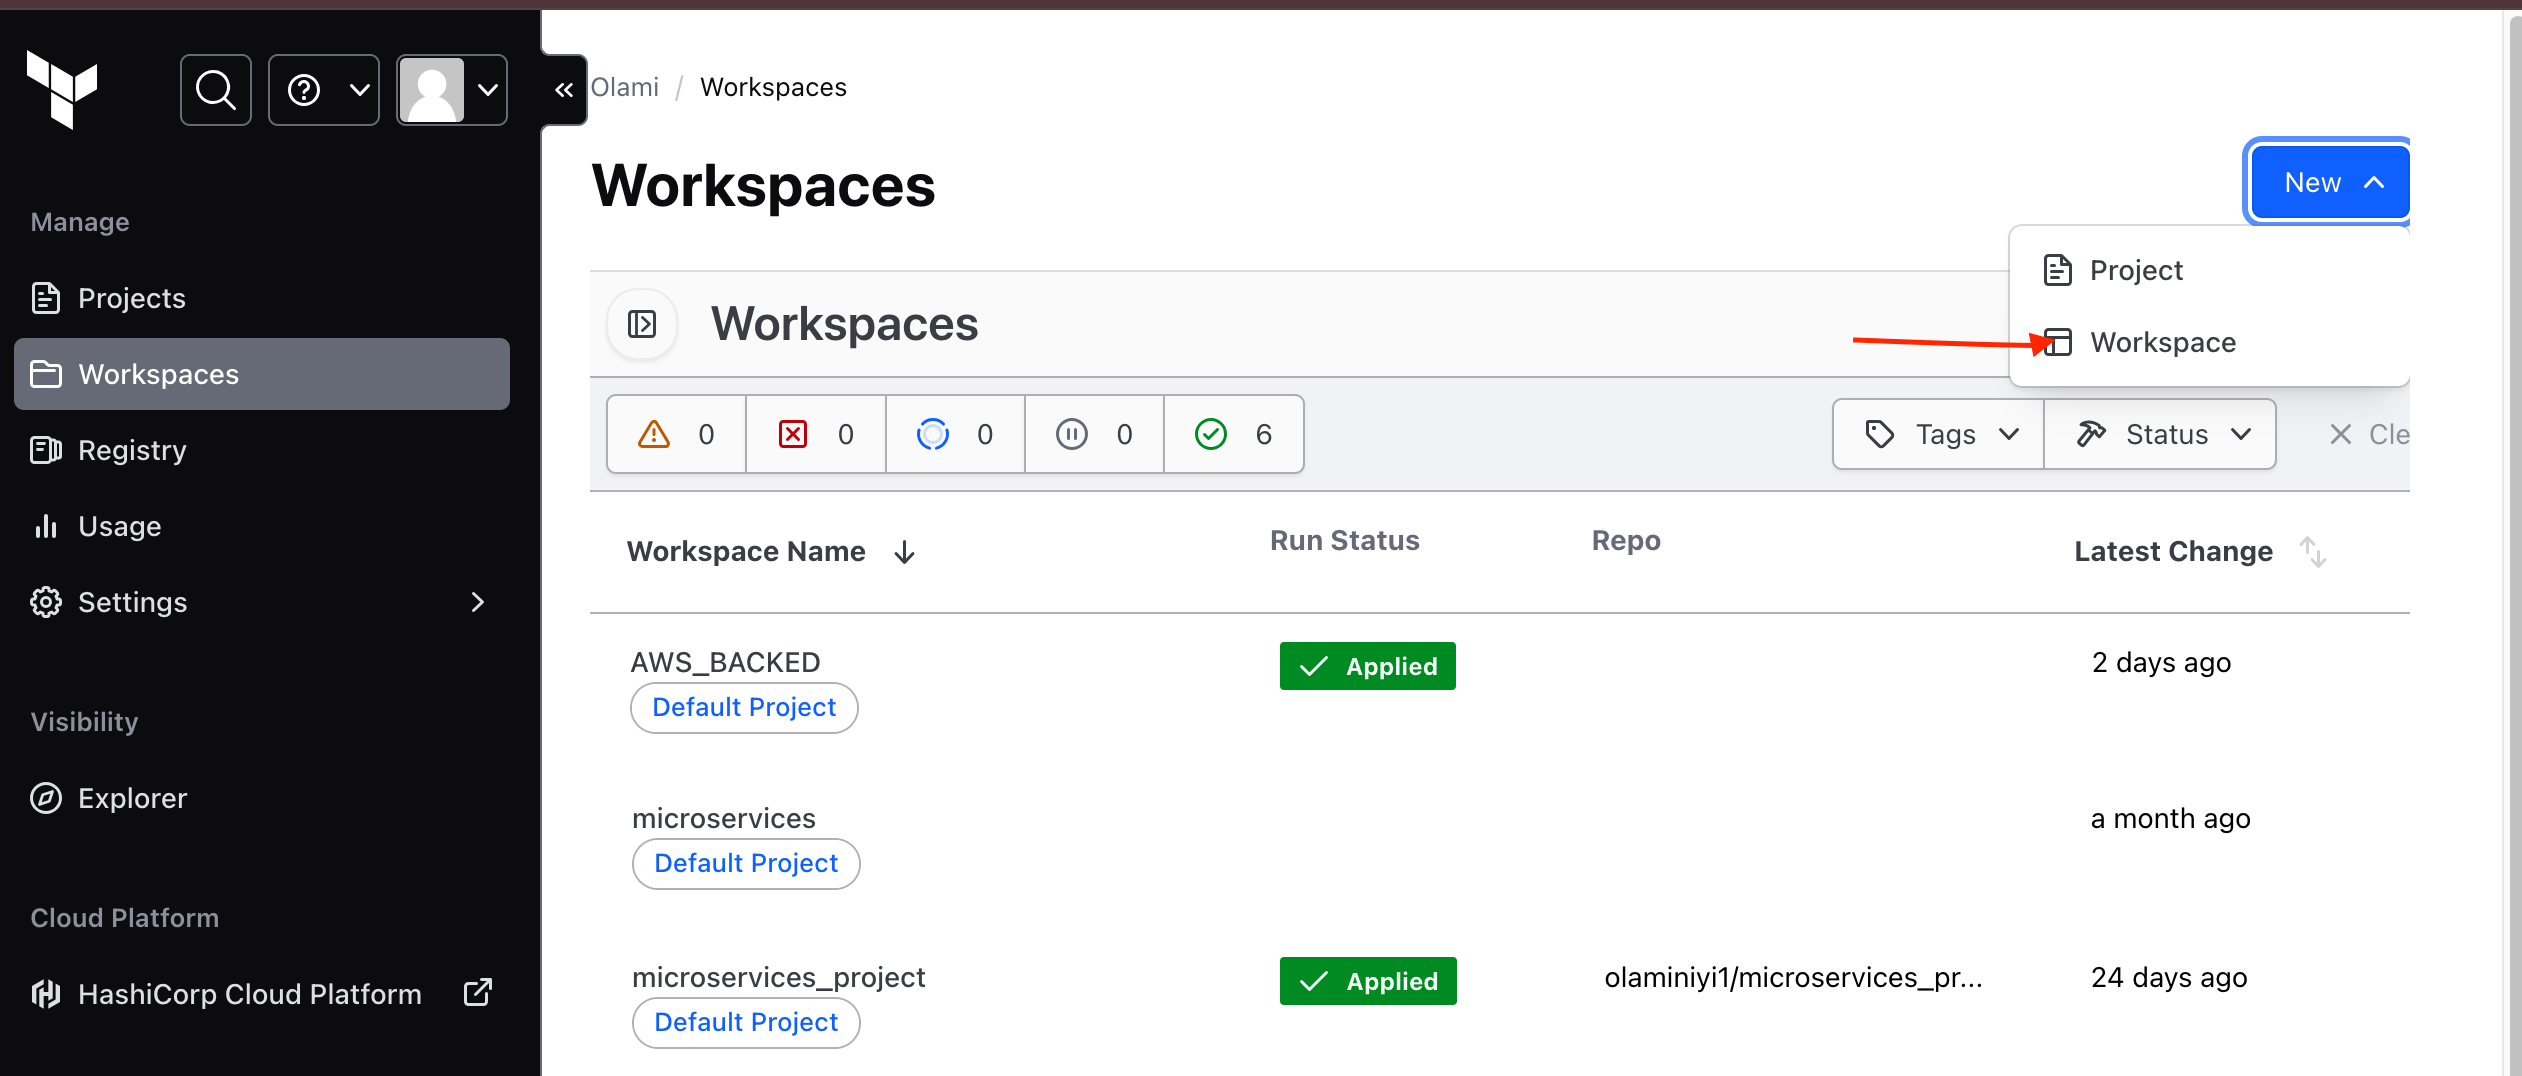 Olami / Workspaces
Workspaces
New
Project
Workspace
Manage
Projects
Workspaces
Registry
Usage
Settings
Visibility
Explorer
Cloud Platform
HashiCorp Cloud Platform
Workspaces
0 0 0 0 6
Tags Status Cle
Workspace Name Run Status Repo Latest Change
AWS_BACKED Applied 2 days ago
Default Project
microservices a month ago
Default Project
microservices_project Applied olaminiyi1/microservices_pr... 24 days ago
Default Project